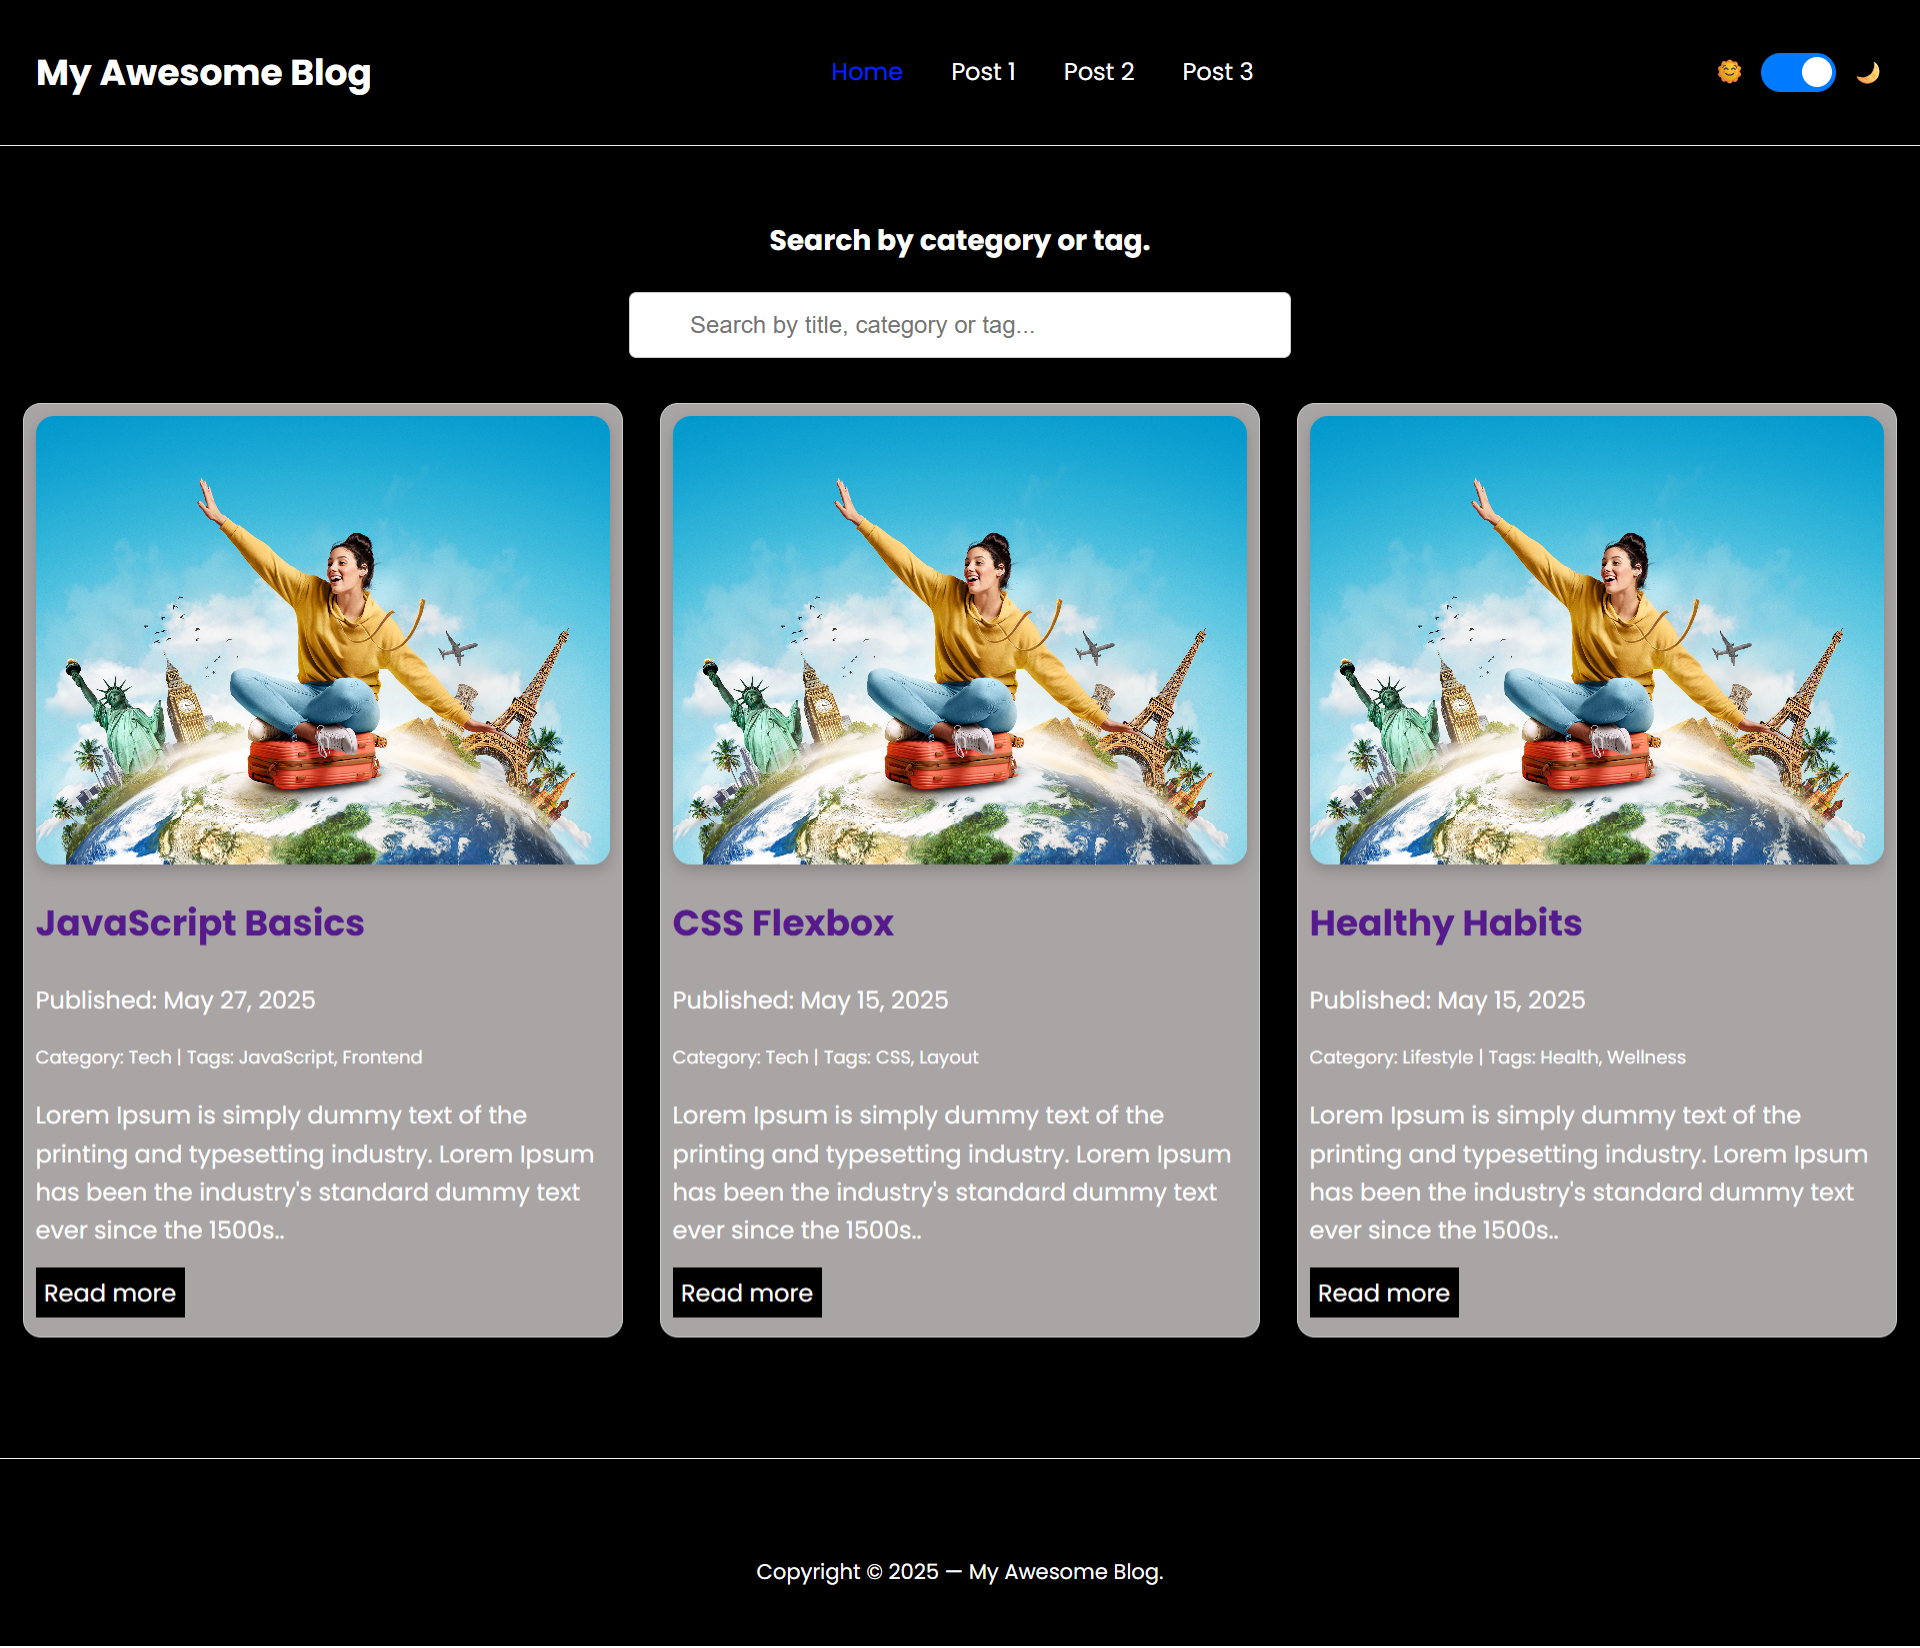 My Awesome Blog
Home Post 1 Post 2 Post 3
Search by category or tag.
Search by title, category or tag...
JavaScript Basics
Published: May 27, 2025
Category: Tech | Tags: JavaScript, Frontend
Lorem Ipsum is simply dummy text of the
printing and typesetting industry. Lorem Ipsum
has been the industry's standard dummy text
ever since the 1500s..
Read more
CSS Flexbox
Published: May 15, 2025
Category: Tech | Tags: CSS, Layout
Lorem Ipsum is simply dummy text of the
printing and typesetting industry. Lorem Ipsum
has been the industry's standard dummy text
ever since the 1500s..
Read more
Healthy Habits
Published: May 15, 2025
Category: Lifestyle | Tags: Health, Wellness
Lorem Ipsum is simply dummy text of the
printing and typesetting industry. Lorem Ipsum
has been the industry's standard dummy text
ever since the 1500s..
Read more
Copyright © 2025 — My Awesome Blog.